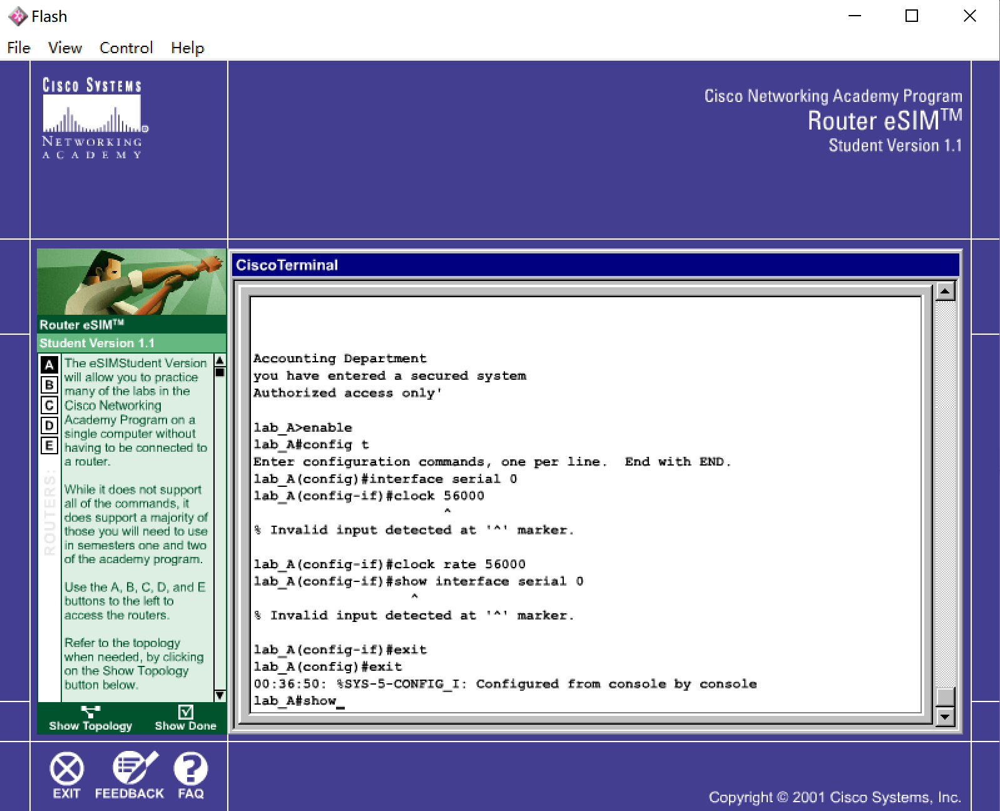 Flash
File View Control Help
CISCO SYSTEMS
NETWORKING
ACADEMY
Cisco Networking Academy Program
Router eSIM™
Student Version 1.1
Router eSIM™
Student Version 1.1
A
B
C
D
E
ROUTERS:
The eSIMStudent Version
will allow you to practice
many of the labs in the
Cisco Networking
Academy Program on a
single computer without
having to be connected to
a router.
While it does not support
all of the commands, it
does support a majority of
those you will need to use
in semesters one and two
of the academy program.
Use the A, B, C, D, and E
buttons to the left to
access the routers.
Refer to the topology
when needed, by clicking
on the Show Topology
button below.
Show Topology Show Done
CiscoTerminal
Accounting Department
you have entered a secured system
Authorized access only'
lab_A>enable
lab_A#config t
Enter configuration commands, one per line.  End with END.
lab_A(config)#interface serial 0
lab_A(config-if)#clock 56000
^
% Invalid input detected at '^' marker.
lab_A(config-if)#clock rate 56000
lab_A(config-if)#show interface serial 0
^
% Invalid input detected at '^' marker.
lab_A(config-if)#exit
lab_A(config)#exit
00:36:50: %SYS-5-CONFIG_I: Configured from console by console
lab_A#show_
EXIT FEEDBACK FAQ
Copyright © 2001 Cisco Systems, Inc.